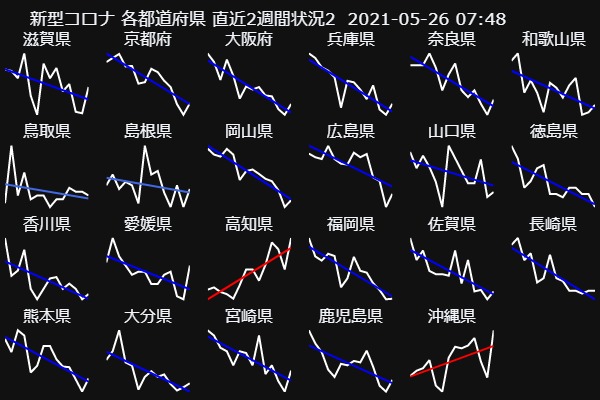 新型コロナ 各都道府県 直近2週間状況2 2021-05-26 07:48
滋賀県 京都府 大阪府 兵庫県 奈良県 和歌山県
鳥取県 島根県 岡山県 広島県 山口県 徳島県
香川県 愛媛県 高知県 福岡県 佐賀県 長崎県
熊本県 大分県 宮崎県 鹿児島県 沖縄県